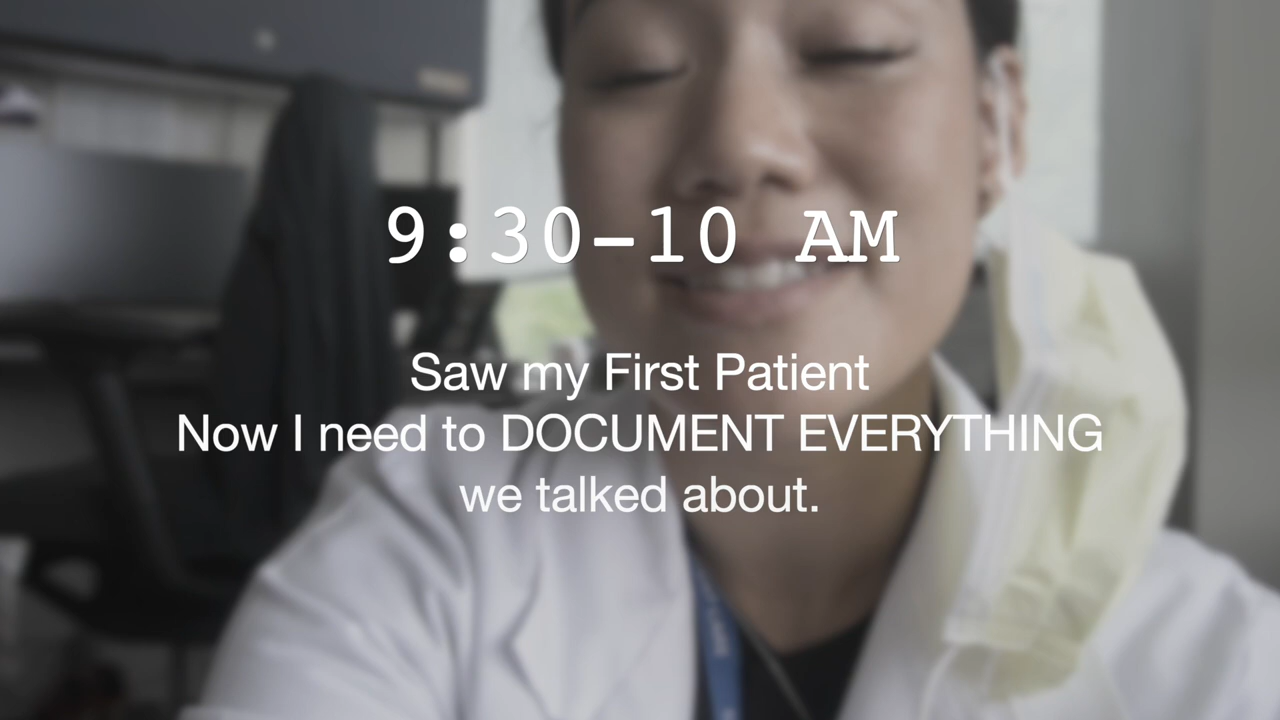 9:30-10 AM
Saw my First Patient
Now I need to DOCUMENT EVERYTHING
we talked about.